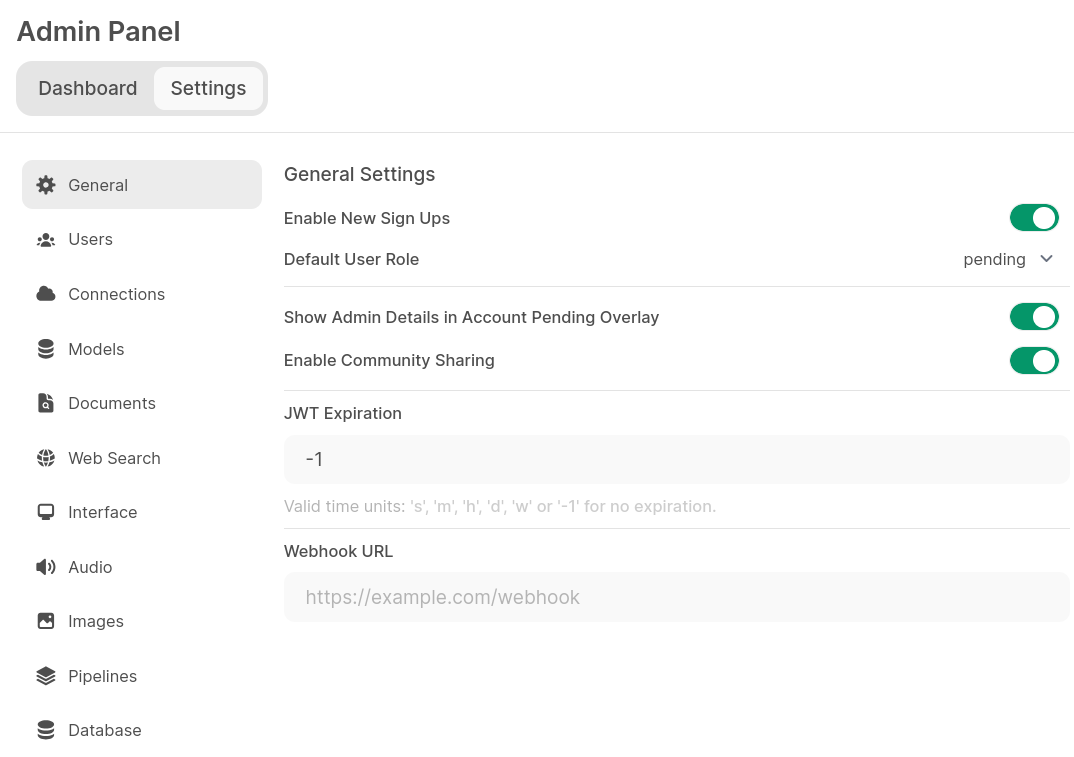 Admin Panel
Dashboard Settings
General
Users
Connections
Models
Documents
Web Search
Interface
Audio
Images
Pipelines
Database
General Settings
Enable New Sign Ups
Default User Role pending
Show Admin Details in Account Pending Overlay
Enable Community Sharing
JWT Expiration
-1
Valid time units: 's', 'm', 'h', 'd', 'w' or '-1' for no expiration.
Webhook URL
https://example.com/webhook